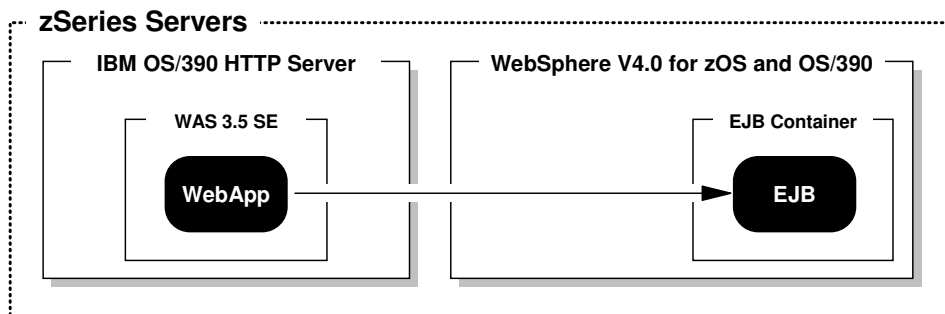 zSeries Servers
IBM OS/390 HTTP Server
WebSphere V4.0 for zOS and OS/390
WAS 3.5 SE
EJB Container
WebApp
EJB